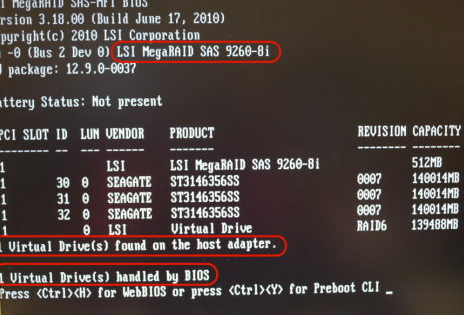 LSI MegaRAID SAS-MFI BIOS
Version 3.18.00 (Build June 17, 2010)
Copyright(c) 2010 LSI Corporation
-0 (Bus 2 Dev 0) LSI MegaRAID SAS 9260-8i
package: 12.9.0-0037
Battery Status: Not present
PCI SLOT ID LUN VENDOR PRODUCT REVISION CAPACITY
-------- -- --- ------ ------- -------- --------
1 LSI LSI MegaRAID SAS 9260-8i 512MB
1 30 0 SEAGATE ST3146356SS 0007 140014MB
1 31 0 SEAGATE ST3146356SS 0007 140014MB
1 32 0 SEAGATE ST3146356SS 0007 140014MB
1 0 LSI Virtual Drive RAID6 139488MB
1 Virtual Drive(s) found on the host adapter.
1 Virtual Drive(s) handled by BIOS
Press <Ctrl><H> for WebBIOS or press <Ctrl><Y> for Preboot CLI _